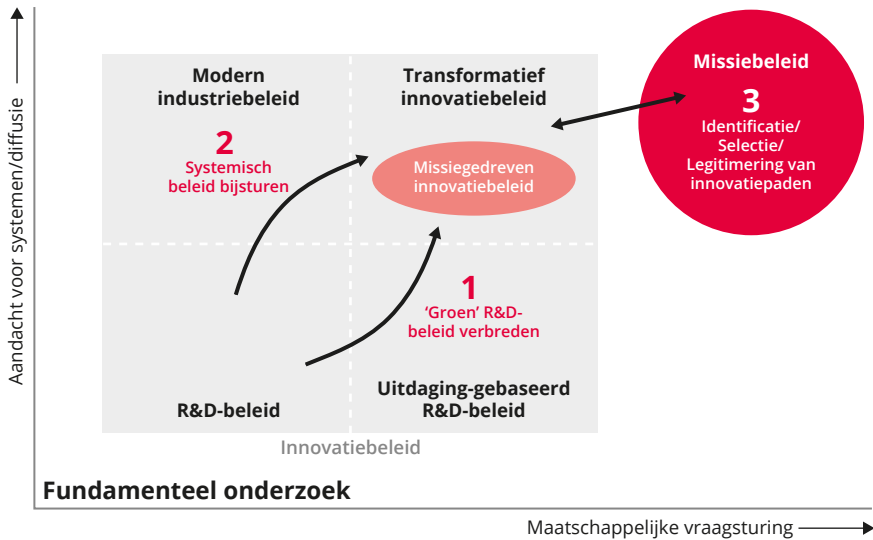 Aandacht voor systemen/diffusie
Modern
industriebeleid
2
Systemisch
beleid bijsturen
Transformatief
innovatiebeleid
Missiegedreven
innovatiebeleid
Missiebeleid
3
Identificatie/
Selectie/
Legitimering van
innovatiepaden
1
‘Groen’ R&D-
beleid verbreden
R&D-beleid
Uitdaging-gebaseerd
R&D-beleid
Innovatiebeleid
Fundamenteel onderzoek
Maatschappelijke vraagsturing